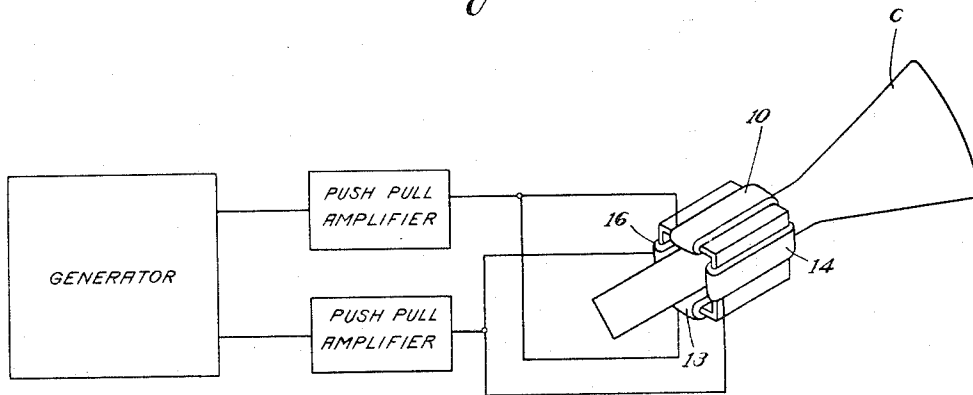 C
10
PUSH PULL
AMPLIFIER
16
GENERATOR
14
PUSH PULL
AMPLIFIER
13